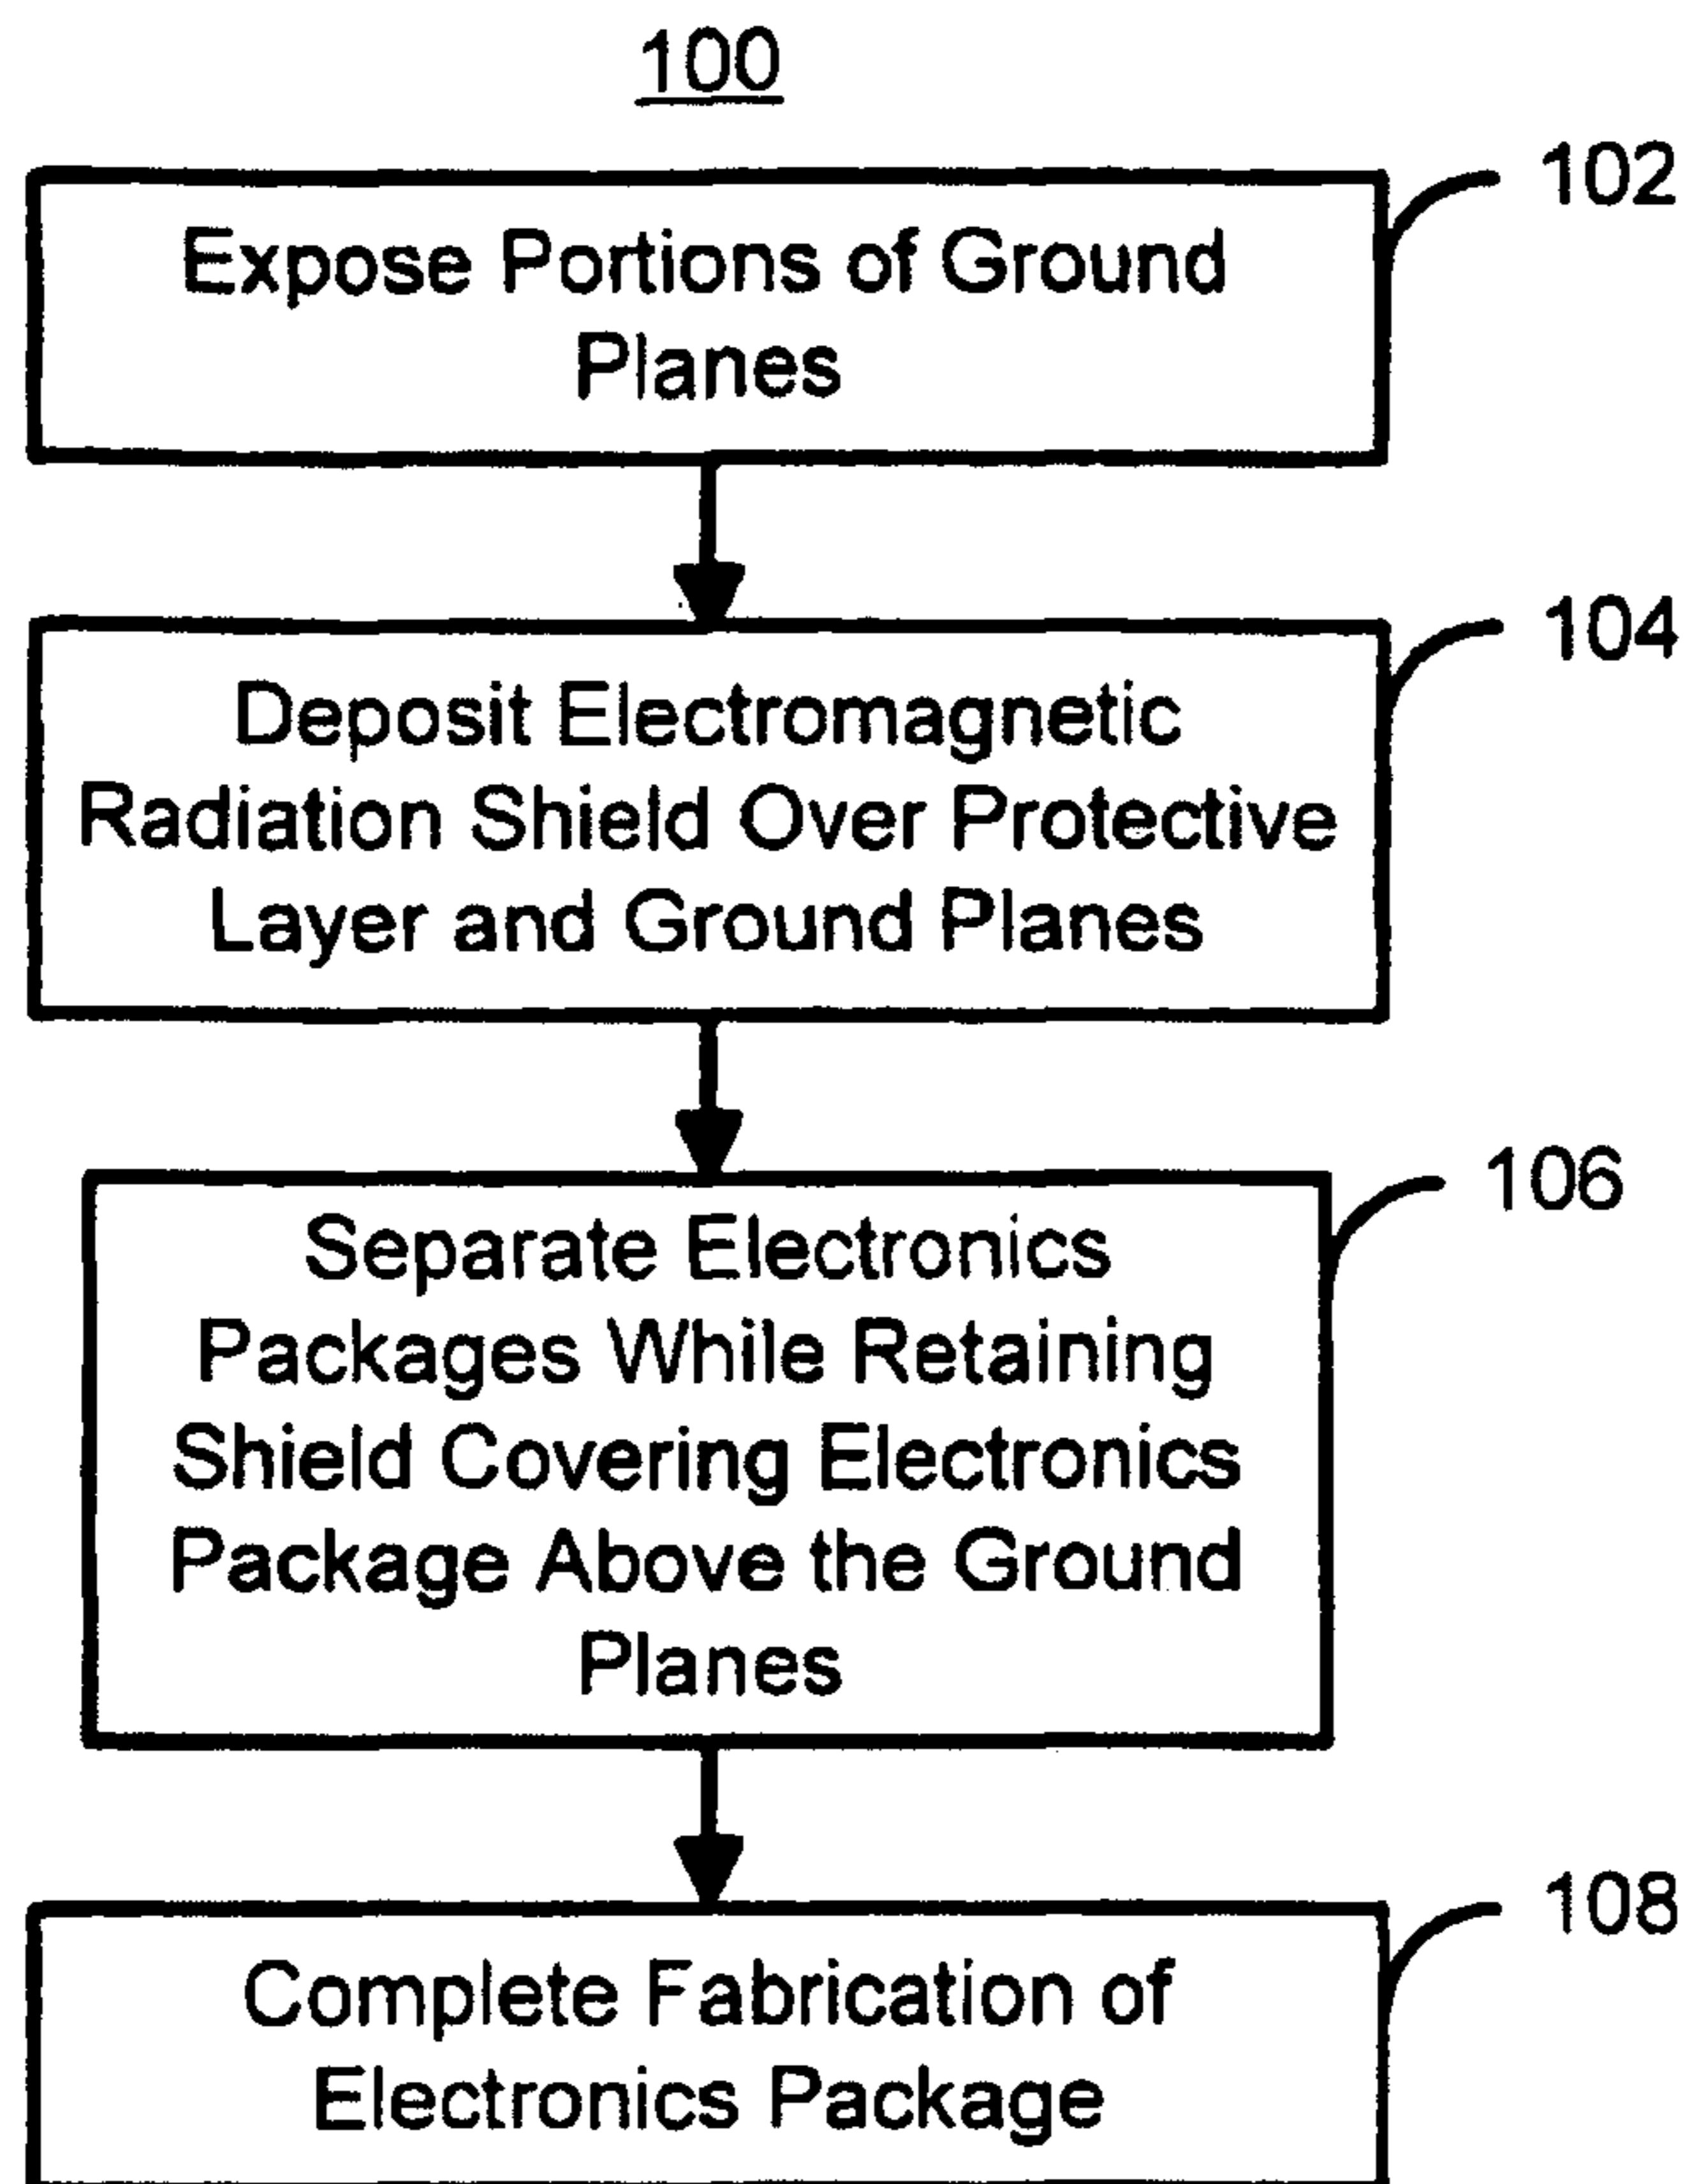 100
102
Expose Portions of Ground
Planes
104
Deposit Electromagnetic
Radiation Shield Over Protective
Layer and Ground Planes
106
Separate Electronics
Packages While Retaining
Shield Covering Electronics
Package Above the Ground
Planes
108
Complete Fabrication of
Electronics Package